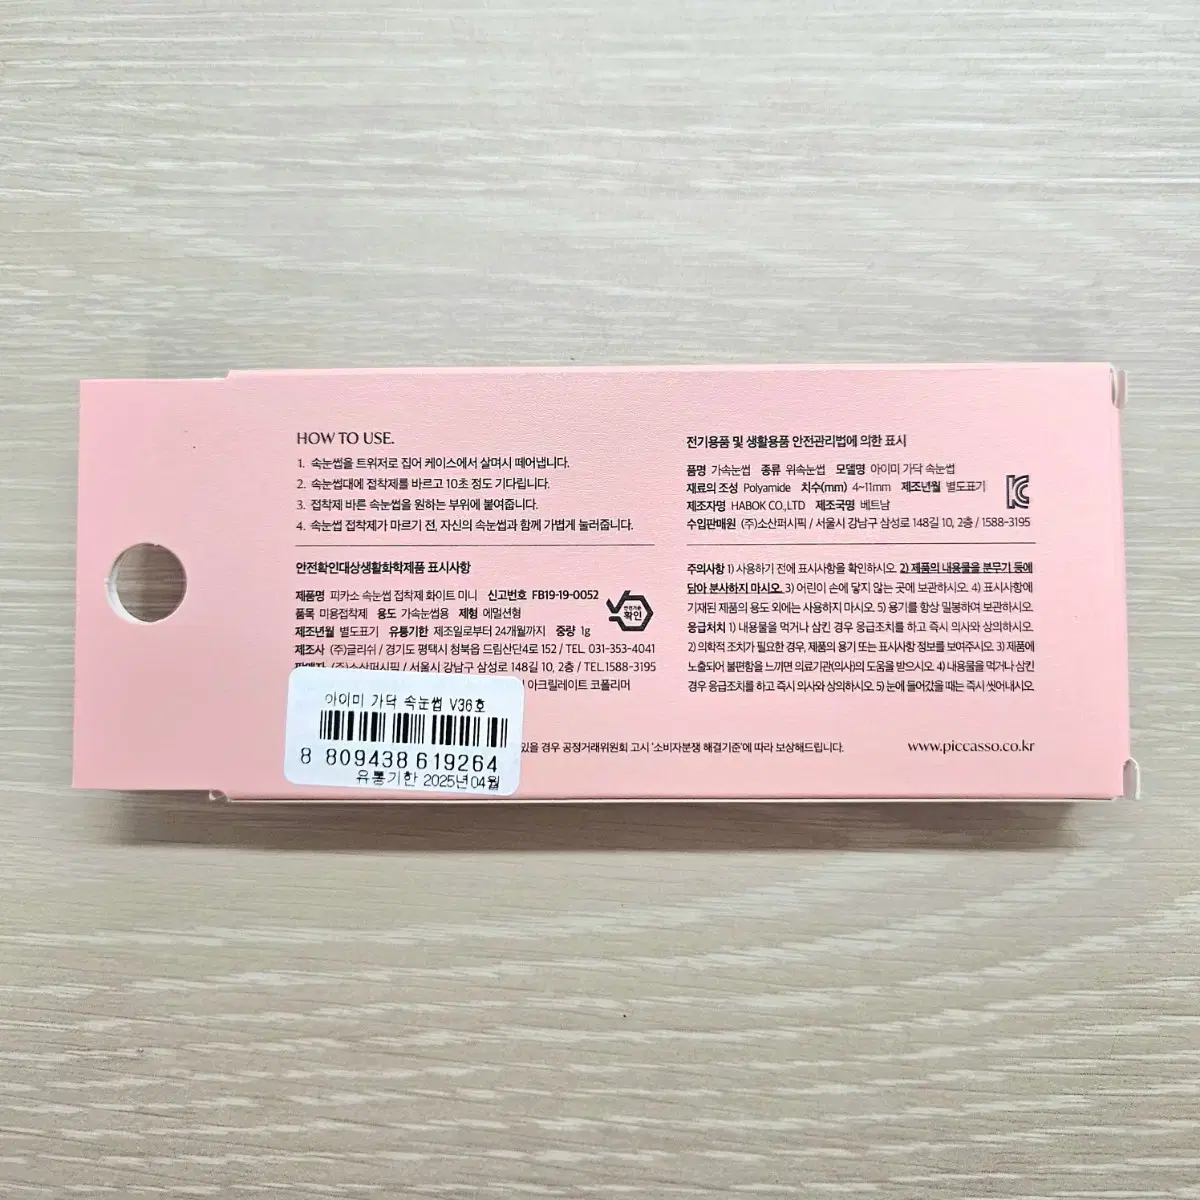 HOW TO USE.
1. 속눈썹을 트위저로 집어 케이스에서 살며시 떼어냅니다.
2. 속눈썹대에 접착제를 바르고 10초 정도 기다립니다.
3. 접착제 바른 속눈썹을 원하는 부위에 붙여줍니다.
4. 속눈썹 접착제가 마르기 전, 자신의 속눈썹과 함께 가볍게 눌러줍니다.
안전확인대상생활화학제품 표시사항
제품명 피카소 속눈썹 접착제 화이트 미니 신고번호 FB19-19-0052
품목 미용접착제 용도 가속눈썹용 제형 에멀션형
제조년월 별도표기 유통기한 제조일로부터 24개월까지 중량 1g
제조사 (주)글리쉬 / 경기도 평택시 청북읍 드림산단4로 152 / TEL. 031-353-4041
판매자 (주)소산퍼시픽 / 서울시 강남구 삼성로 148길 10, 2층 / TEL.1588-3195
아크릴레이트 코폴리머
안전기준
확인
아이미 가닥 속눈썹 V36호
8 809438 619264
유통기한 2025년04월
있을 경우 공정거래위원회 고시 '소비자분쟁 해결기준'에 따라 보상해드립니다.
전기용품 및 생활용품 안전관리법에 의한 표시
품명 가속눈썹 종류 위속눈썹 모델명 아이미 가닥 속눈썹
재료의 조성 Polyamide 치수(mm) 4~11mm 제조년월 별도표기
제조자명 HABOK CO.,LTD 제조국명 베트남
수입판매원 (주)소산퍼시픽 / 서울시 강남구 삼성로 148길 10, 2층 / 1588-3195
주의사항 1) 사용하기 전에 표시사항을 확인하시오. 2) 제품의 내용물을 분무기 등에
담아 분사하지 마시오. 3) 어린이 손에 닿지 않는 곳에 보관하시오. 4) 표시사항에
기재된 제품의 용도 외에는 사용하지 마시오. 5) 용기를 항상 밀봉하여 보관하시오.
응급처치 1) 내용물을 먹거나 삼킨 경우 응급조치를 하고 즉시 의사와 상의하시오.
2) 의학적 조치가 필요한 경우, 제품의 용기 또는 표시사항 정보를 보여주시오. 3) 제품에
노출되어 불편함을 느끼면 의료기관(의사)의 도움을 받으시오. 4) 내용물을 먹거나 삼킨
경우 응급조치를 하고 즉시 의사와 상의하시오. 5) 눈에 들어갔을 때는 즉시 씻어내시오.
www.piccasso.co.kr